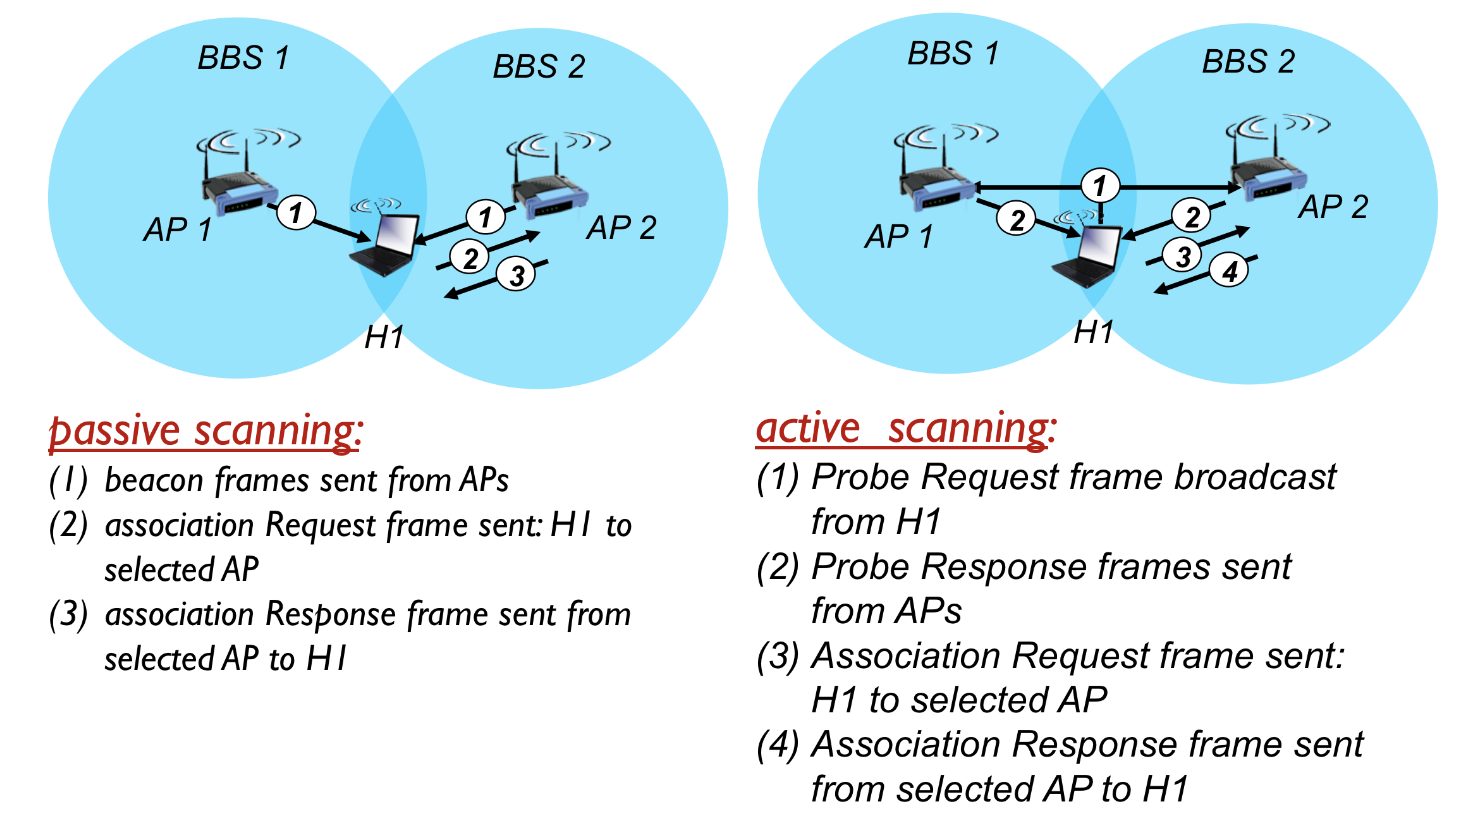 BBS 1
BBS 2
AP 1
1
1
2
3
AP 2
H1
passive scanning:
(1) beacon frames sent from APs
(2) association Request frame sent: H1 to
selected AP
(3) association Response frame sent from
selected AP to H1
BBS 1
BBS 2
AP 1
1
2
2
3
4
AP 2
H1
active scanning:
(1) Probe Request frame broadcast
from H1
(2) Probe Response frames sent
from APs
(3) Association Request frame sent:
H1 to selected AP
(4) Association Response frame sent
from selected AP to H1